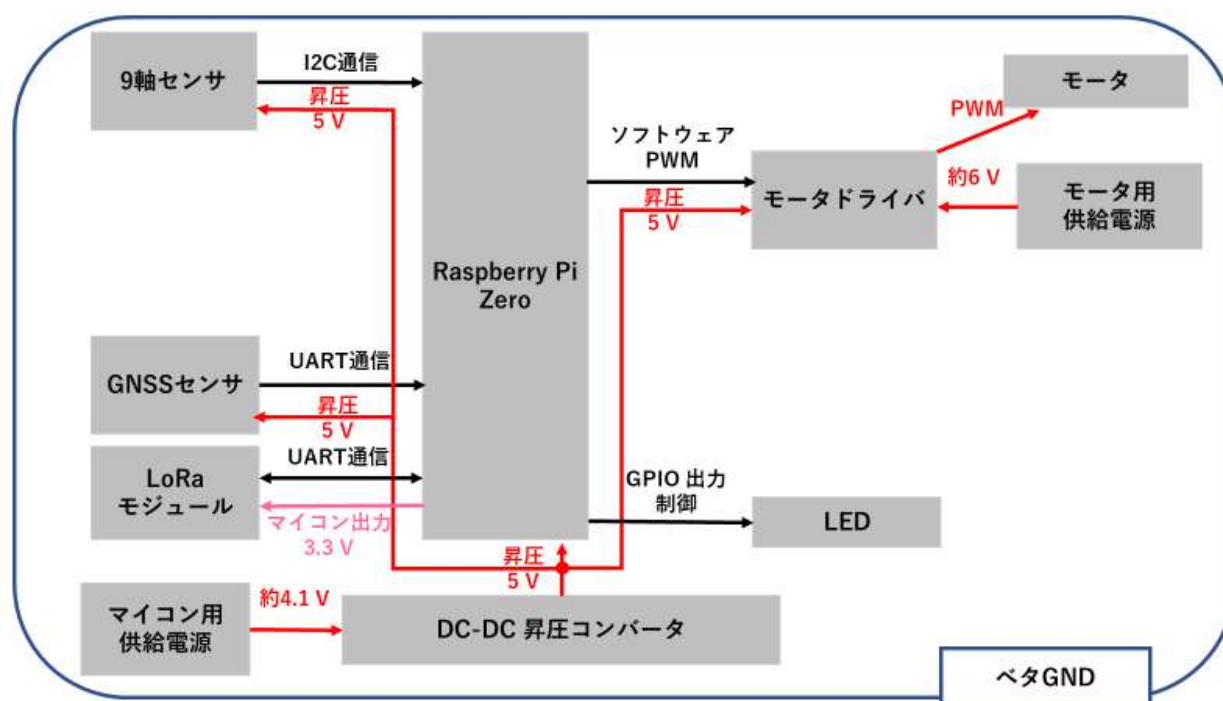 9軸センサ
I2C通信
昇圧
5 V
Raspberry Pi
Zero
ソフトウェア
PWM
昇圧
5 V
モータドライバ
PWM
モータ
約6 V
モータ用
供給電源
GNSSセンサ
UART通信
昇圧
5 V
LoRa
モジュール
UART通信
マイコン出力
3.3 V
GPIO 出力
制御
LED
昇圧
5 V
マイコン用
供給電源
約4.1 V
DC-DC 昇圧コンバータ
ベタGND